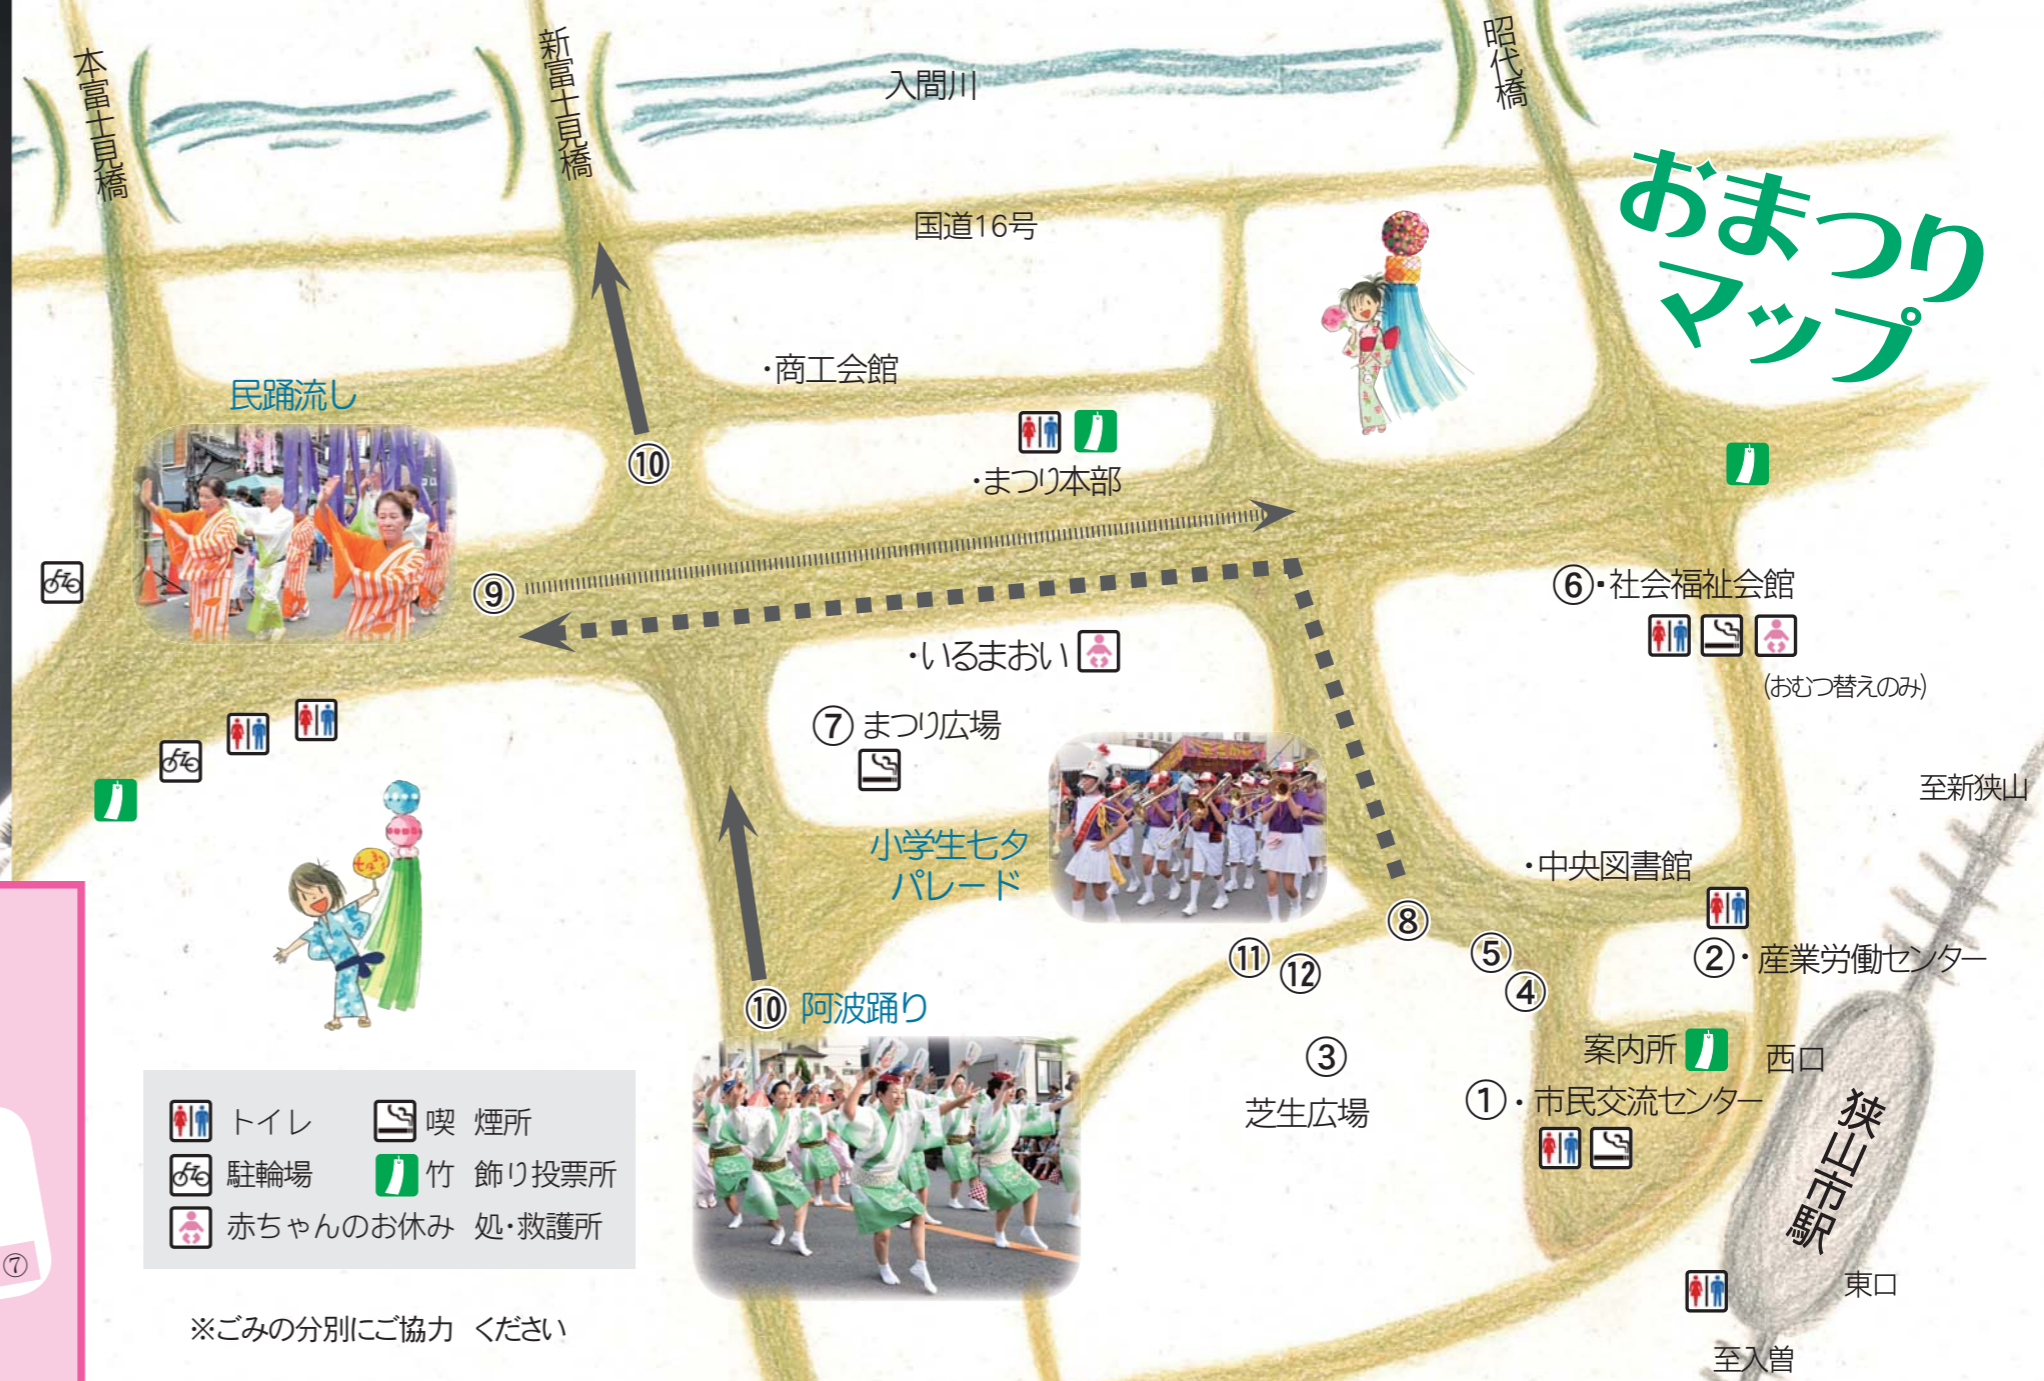 おまつり
マップ
本富士見橋
新富士見橋
昭代橋
入間川
国道16号
・商工会館
民踊流し
⑩
・まつり本部
⑨
⑥・社会福祉会館
(おむつ替えのみ)
・いるまおい
⑦ まつり広場
至新狭山
小学生七夕
パレード
・中央図書館
⑧
⑤
④
⑪
⑫
②・産業労働センター
⑩ 阿波踊り
③
芝生広場
案内所
西口
①・市民交流センター
狭山市駅
東口
至入曽
トイレ
喫 煙所
駐輪場
竹 飾り投票所
赤ちゃんのお休み 処・救護所
※ごみの分別にご協力 ください
⑦